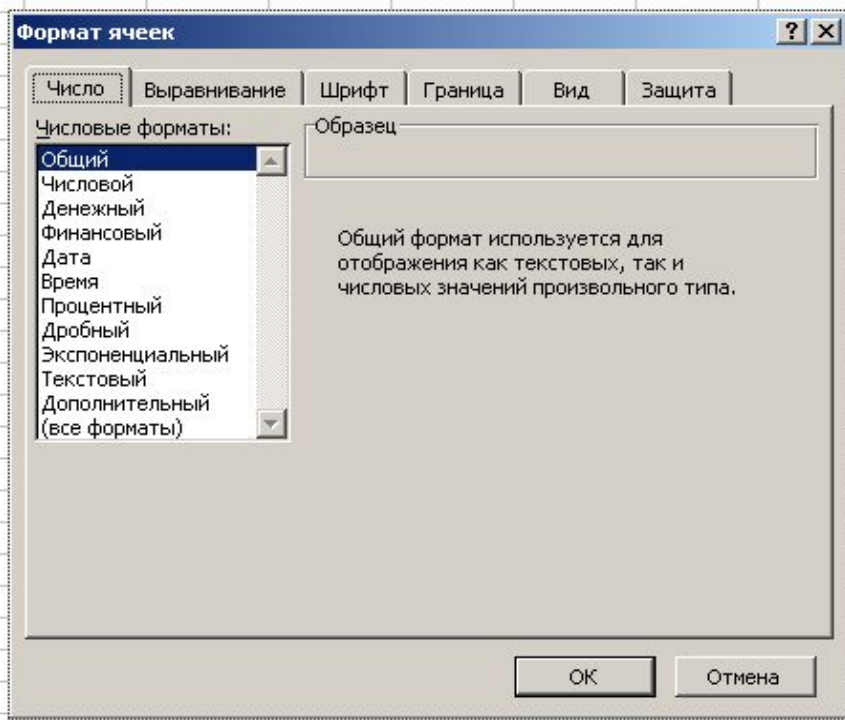 Формат ячеек
Число Выравнивание Шрифт Граница Вид Защита
Числовые форматы:
Образец
Общий
Числовой
Денежный
Финансовый
Дата
Время
Процентный
Дробный
Экспоненциальный
Текстовый
Дополнительный
(все форматы)
Общий формат используется для
отображения как текстовых, так и
числовых значений произвольного типа.
OK Отмена